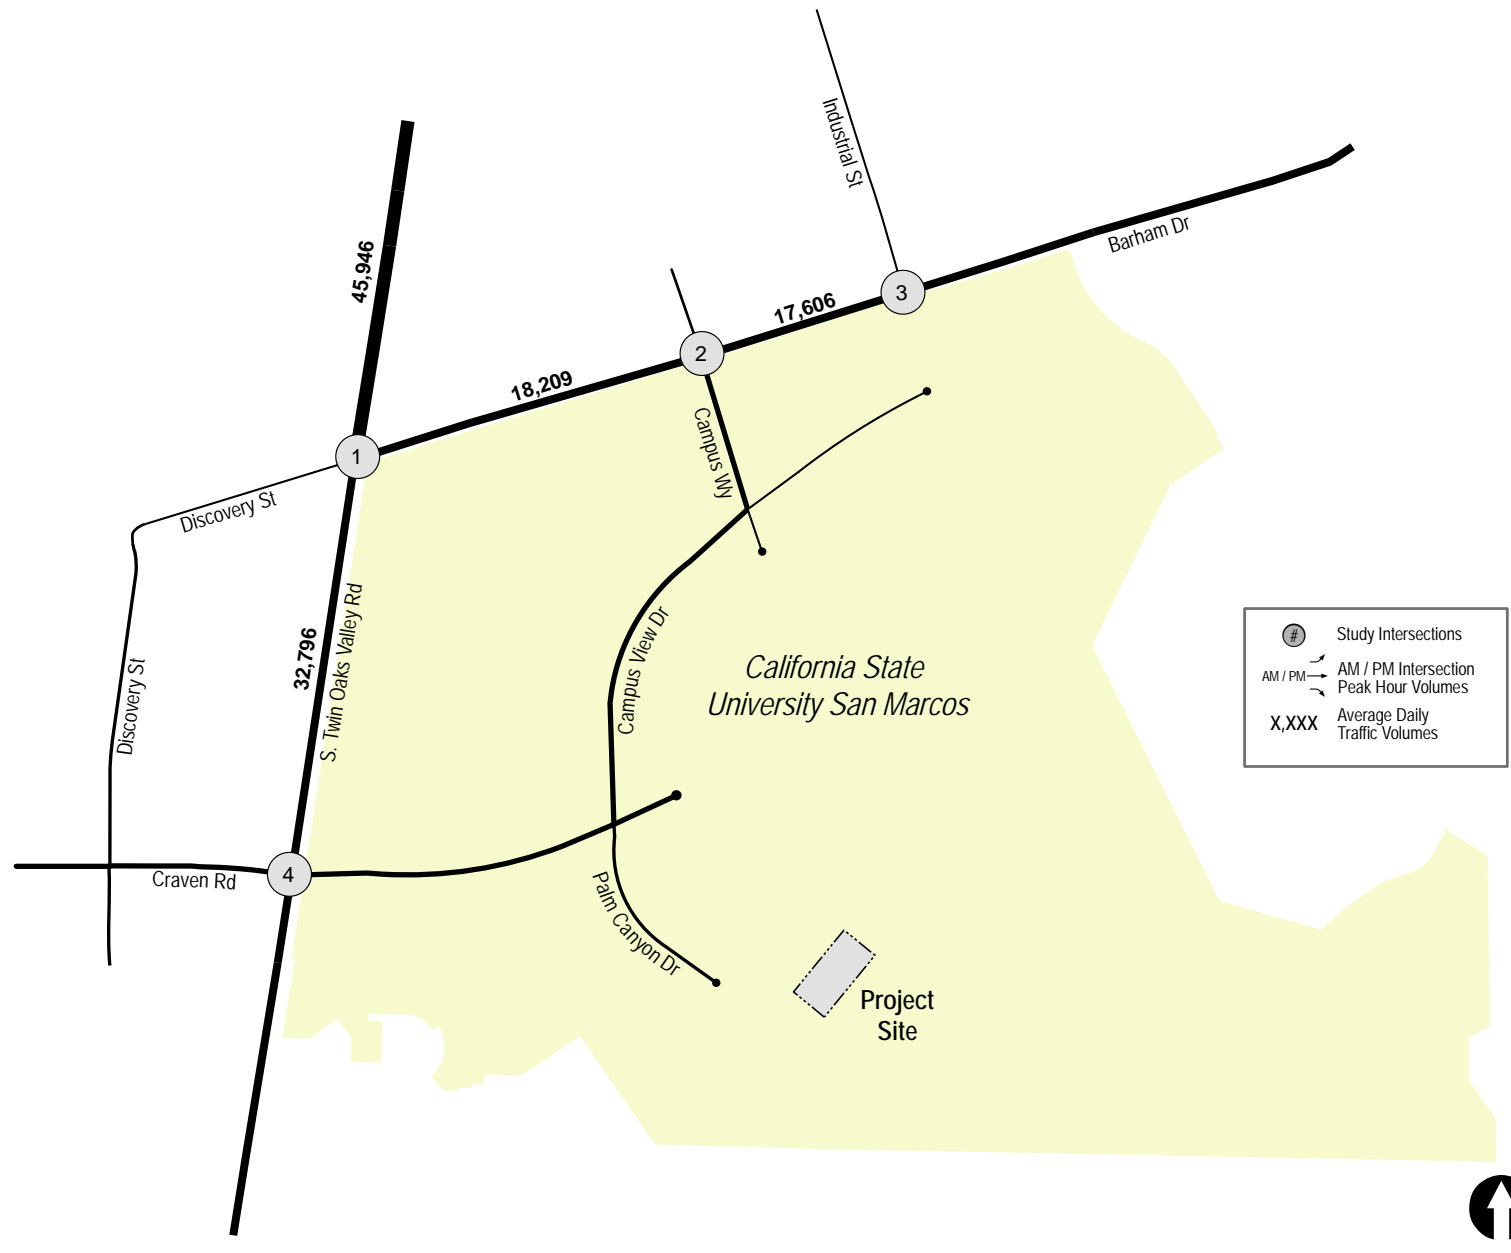 Industrial St
Barham Dr
45,946
17,606
3
2
18,209
Campus Wy
1
Discovery St
Discovery St
32,796
S. Twin Oaks Valley Rd
Campus View Dr
California State
University San Marcos
#
Study Intersections
AM / PM
AM / PM Intersection
Peak Hour Volumes
X,XXX
Average Daily
Traffic Volumes
Craven Rd
4
Palm Canyon Dr
Project
Site